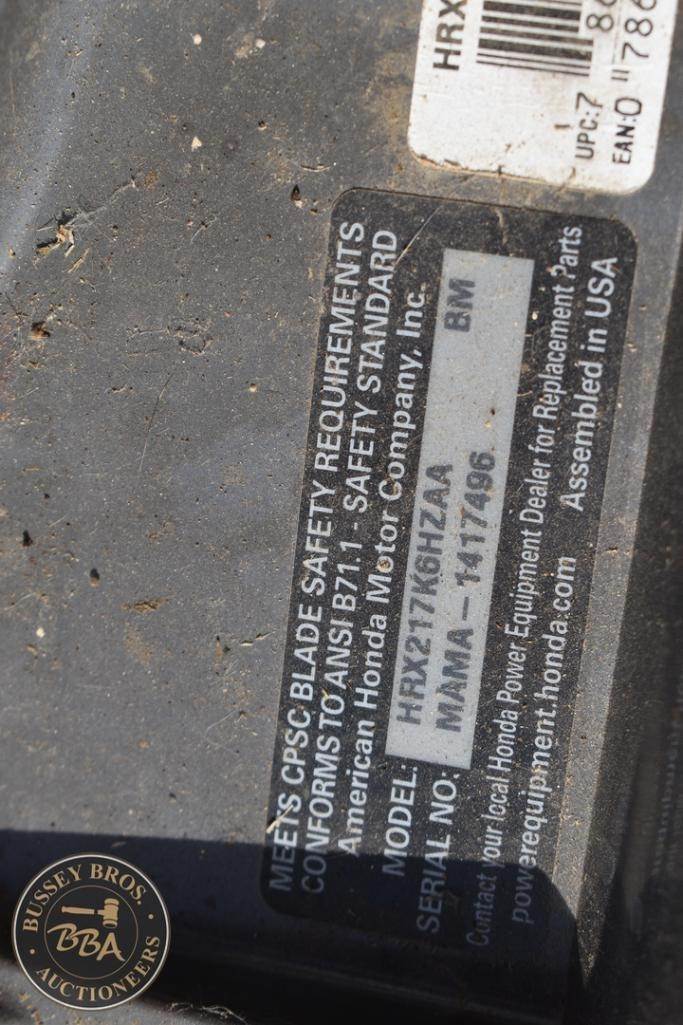 HRX
UPC:7 86
EAN:0 "786
MEETS CPSC BLADE SAFETY REQUIREMENTS
CONFORMS TO ANSI B71.1 - SAFETY STANDARD
American Honda Motor Company, Inc.
MODEL: HRX217K6HZAA
SERIAL NO: MAMA-1417496 BM
Contact your local Honda Power Equipment Dealer for Replacement Parts
powerequipment.honda.com Assembled in USA
BUSSEY BROS.
BBA
AUCTIONEERS